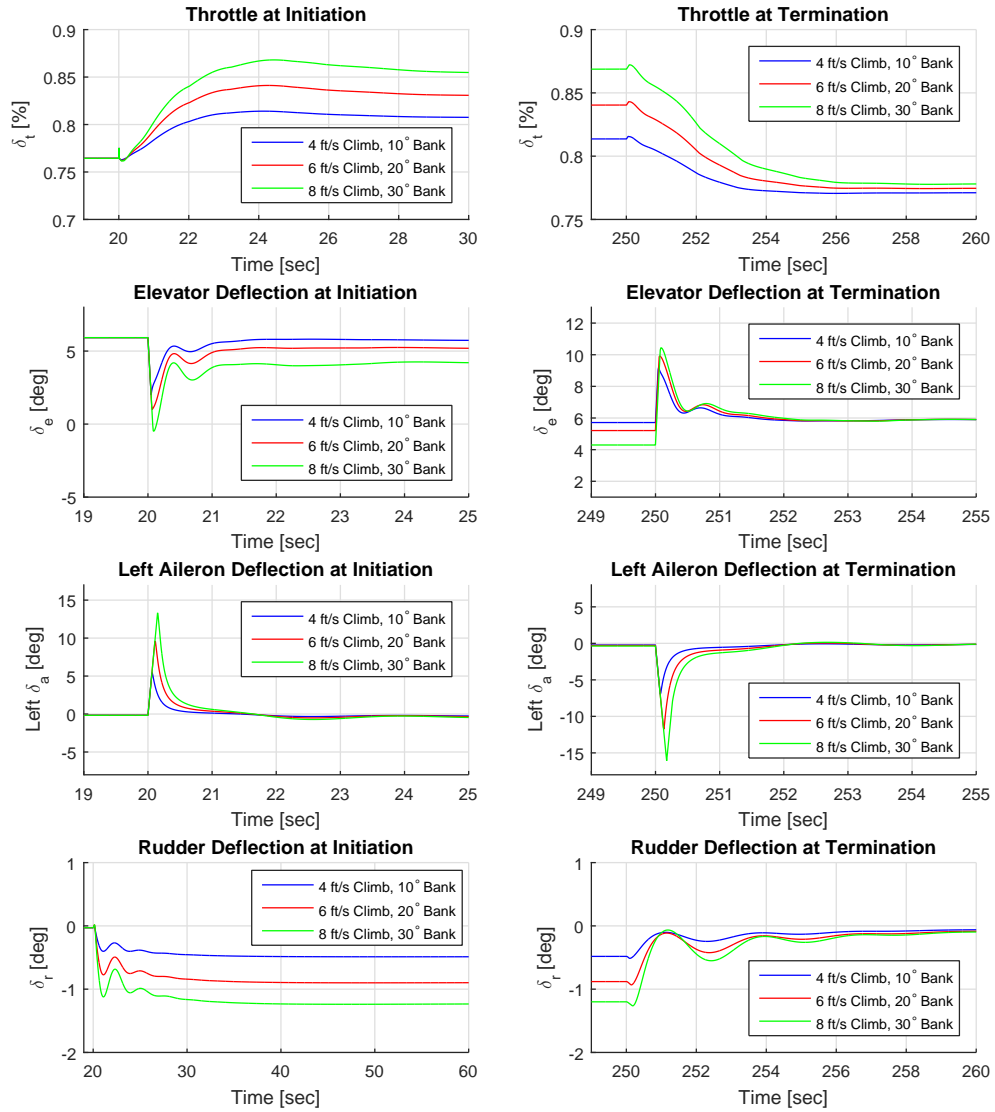 Throttle at Initiation
0.9
0.85
0.8
0.75
0.7
δt [%]
4 ft/s Climb, 10° Bank
6 ft/s Climb, 20° Bank
8 ft/s Climb, 30° Bank
20 22 24 26 28 30
Time [sec]
Throttle at Termination
0.9
0.85
0.8
0.75
δt [%]
4 ft/s Climb, 10° Bank
6 ft/s Climb, 20° Bank
8 ft/s Climb, 30° Bank
250 252 254 256 258 260
Time [sec]
Elevator Deflection at Initiation
5
0
-5
δe [deg]
4 ft/s Climb, 10° Bank
6 ft/s Climb, 20° Bank
8 ft/s Climb, 30° Bank
19 20 21 22 23 24 25
Time [sec]
Elevator Deflection at Termination
12
10
8
6
4
2
δe [deg]
4 ft/s Climb, 10° Bank
6 ft/s Climb, 20° Bank
8 ft/s Climb, 30° Bank
249 250 251 252 253 254 255
Time [sec]
Left Aileron Deflection at Initiation
15
10
5
0
-5
Left δa [deg]
4 ft/s Climb, 10° Bank
6 ft/s Climb, 20° Bank
8 ft/s Climb, 30° Bank
19 20 21 22 23 24 25
Time [sec]
Left Aileron Deflection at Termination
5
0
-5
-10
-15
Left δa [deg]
4 ft/s Climb, 10° Bank
6 ft/s Climb, 20° Bank
8 ft/s Climb, 30° Bank
249 250 251 252 253 254 255
Time [sec]
Rudder Deflection at Initiation
1
0
-1
-2
δr [deg]
4 ft/s Climb, 10° Bank
6 ft/s Climb, 20° Bank
8 ft/s Climb, 30° Bank
20 30 40 50 60
Time [sec]
Rudder Deflection at Termination
1
0
-1
-2
δr [deg]
4 ft/s Climb, 10° Bank
6 ft/s Climb, 20° Bank
8 ft/s Climb, 30° Bank
250 252 254 256 258 260
Time [sec]